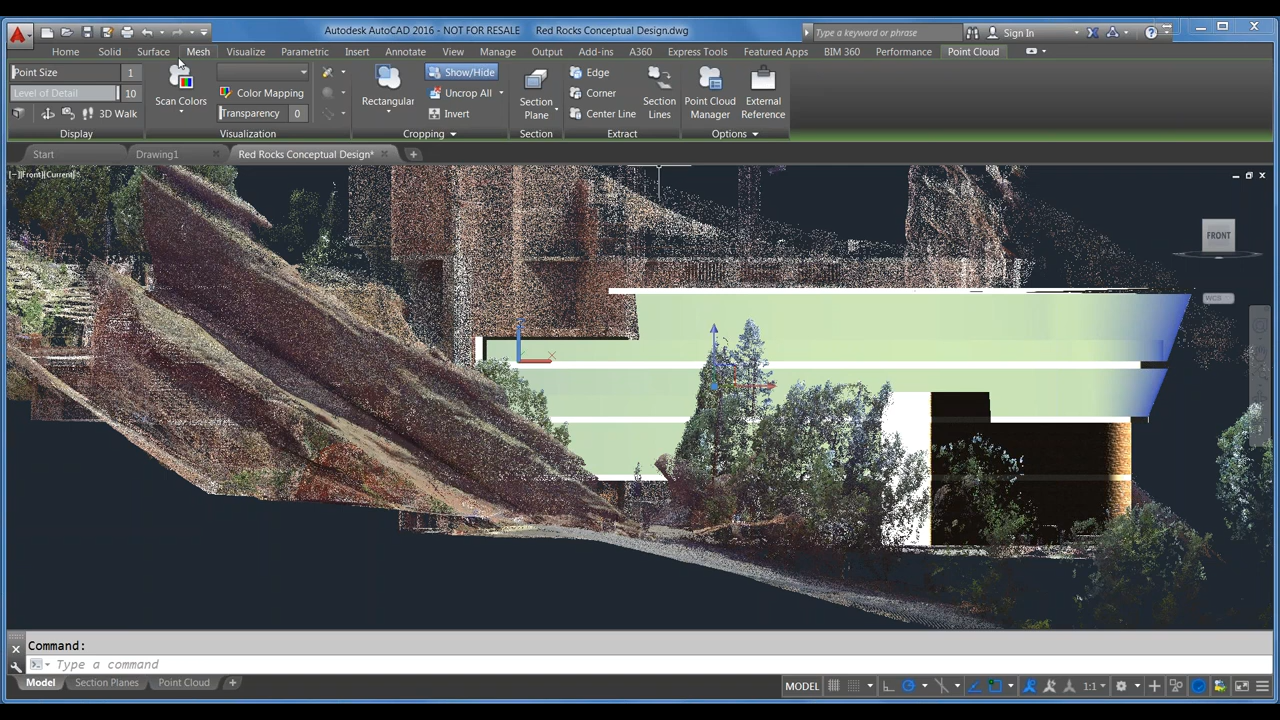 Autodesk AutoCAD 2016 - NOT FOR RESALE Red Rocks Conceptual Design.dwg
Type a keyword or phrase
Sign In
Home Solid Surface Mesh Visualize Parametric Insert Annotate View Manage Output Add-ins A360 Express Tools Featured Apps BIM 360 Performance Point Cloud
Point Size 1
Level of Detail 10
3D Walk
Display
Scan Colors
Color Mapping
Transparency 0
Visualization
Rectangular
Show/Hide
Uncrop All
Invert
Cropping
Section
Plane
Section
Edge
Corner
Center Line
Section
Lines
Extract
Point Cloud
Manager
External
Reference
Options
Start Drawing1 Red Rocks Conceptual Design*
[−][Front][Current]
FRONT
WCS
Command:
Type a command
Model Section Planes Point Cloud
MODEL 1:1